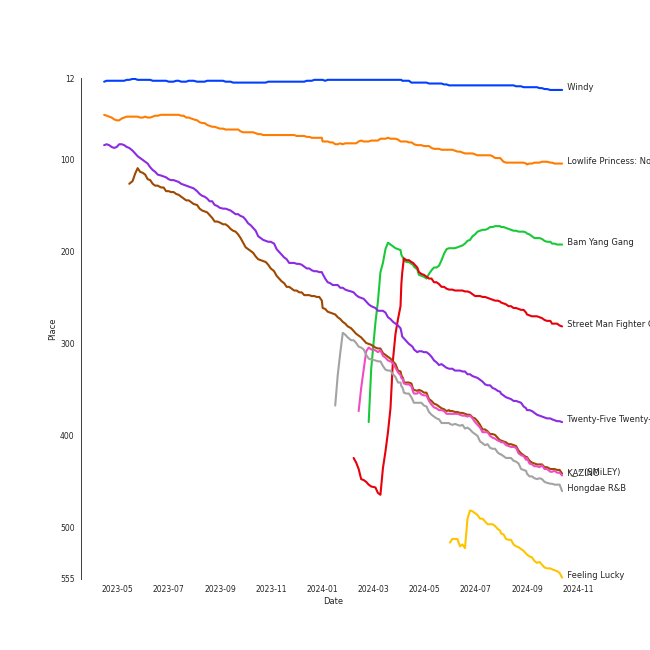 12
Windy
100
Lowlife Princess: No
200
Bam Yang Gang
300
Street Man Fighter
400
Twenty-Five Twenty-
KAZINO
(SMiLEY)
Hongdae R&B
500
555
Feeling Lucky
Place
2023-05
2023-07
2023-09
2023-11
2024-01
2024-03
2024-05
2024-07
2024-09
2024-11
Date